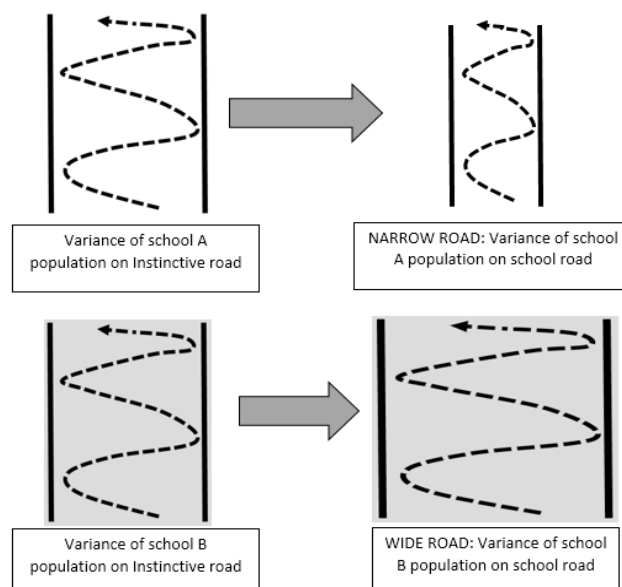 Variance of school A
population on Instinctive road
NARROW ROAD: Variance of school
A population on school road
Variance of school B
population on Instinctive road
WIDE ROAD: Variance of school
B population on school road